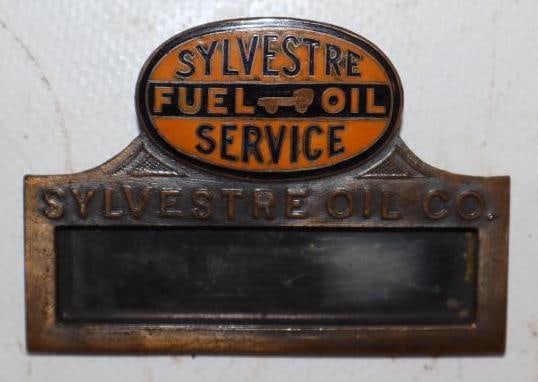 SYLVESTRE
FUEL OIL
SERVICE
SYLVESTRE OIL CO.